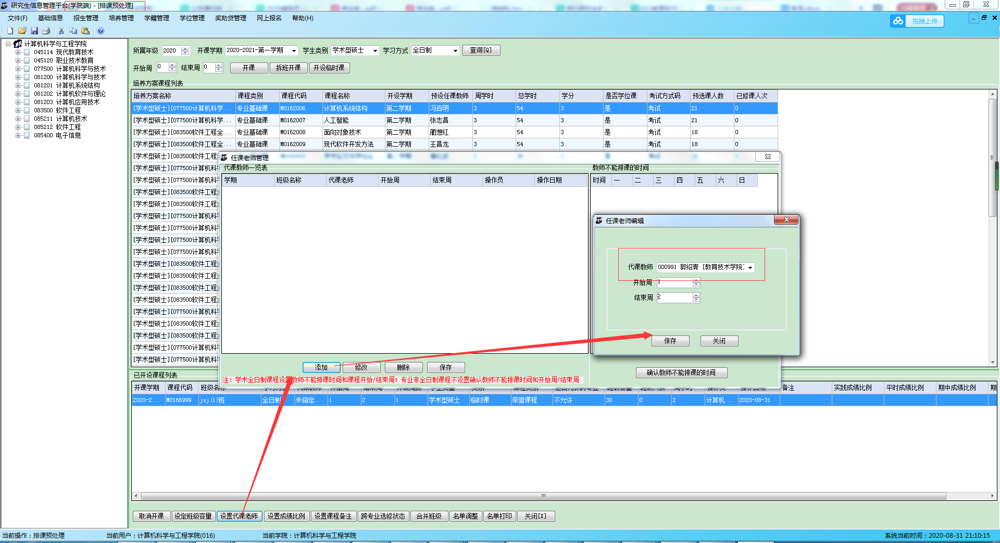 研究生信息管理平台(学院端) - [排课预处理]
文件(F) 基础信息 招生管理 培养管理 学籍管理 学位管理 奖助贷管理 网上报名 帮助(H)
拖拽上传
计算机科学与工程学院
045114 现代教育技术
045120 职业技术教育
077500 计算机科学与技术
081200 计算机科学与技术
081201 计算机系统结构
081202 计算机软件与理论
081203 计算机应用技术
083500 软件工程
085211 计算机技术
085212 软件工程
085400 电子信息
所属年级 2020 开课学期 2020-2021-第一学期 学生类别 学术型硕士 学习方式 全日制 查询[Q]
开始周 0 结束周 0 开课 拆班开课 开设临时课
培养方案课程列表
培养方案名称 课程类别 课程代码 课程名称 开设学期 预设任课教师 周学时 总学时 学分 是否学位课 考试方式码 预选课人数 已修课人次
[学术型硕士][077500计算机科学... 专业基础课 M0162006 计算机系统结构 第二学期 冯百明 3 54 3 是 考试 21 0
[学术型硕士][077500计算机科学... 专业基础课 M0162007 人工智能 第二学期 张志昌 3 54 3 是 考试 21 0
[学术型硕士][083500软件工程全... 专业基础课 M0162008 面向对象技术 第二学期 蔺想红 3 54 3 是 考试 18 0
[学术型硕士][083500软件工程全... 专业基础课 M0162009 现代软件开发方法 第二学期 王昌龙 3 54 3 是 考试 18 0
[学术型硕士][083500软件工程
[学术型硕士][077500计算机科
[学术型硕士][077500计算机科
[学术型硕士][083500软件工程
[学术型硕士][083500软件工程
[学术型硕士][077500计算机科
[学术型硕士][077500计算机科
[学术型硕士][077500计算机科
[学术型硕士][077500计算机科
[学术型硕士][083500软件工程
[学术型硕士][083500软件工程
[学术型硕士][083500软件工程
[学术型硕士][083500软件工程
[学术型硕士][077500计算机科
[学术型硕士][083500软件工程
[学术型硕士][083500软件工程
[学术型硕士][077500计算机科
[学术型硕士][077500计算机科
任课老师管理
代课教师一览表
学期 班级名称 代课老师 开始周 结束周 操作员 操作日期
教师不能排课的时间
时间 一 二 三 四 五 六 日
任课老师编辑
代课教师 000991 郭绍青 [教育技术学院
开始周 1
结束周 2
保存 关闭
添加 修改 删除 保存
确认教师不能排课的时间
注: 学术全日制课程设置教师不能排课时间和课程开始/结束周; 专业非全日制课程不设置确认教师不能排课时间和开始周/结束周
已开设课程列表
开课学期 课程代码 班级名称 备注 实践成绩比例 平时成绩比例 期中成绩比例 期
2020-2... M0166999 jsj(1)班 全日制 未指定... 1 2 1 学术型硕士 临时课 荣誉课程 不允许 30 0 2 计算机... 2020-08-31
取消开课 设定班级容量 设置代课老师 设置成绩比例 设置课程备注 跨专业选修状态 合并班级 名单调整 名单打印 关闭[X]
当前操作：排课预处理 当前用户：计算机科学与工程学院(016) 当前学院：计算机科学与工程学院 系统当前时间：2020-08-31 21:10:15